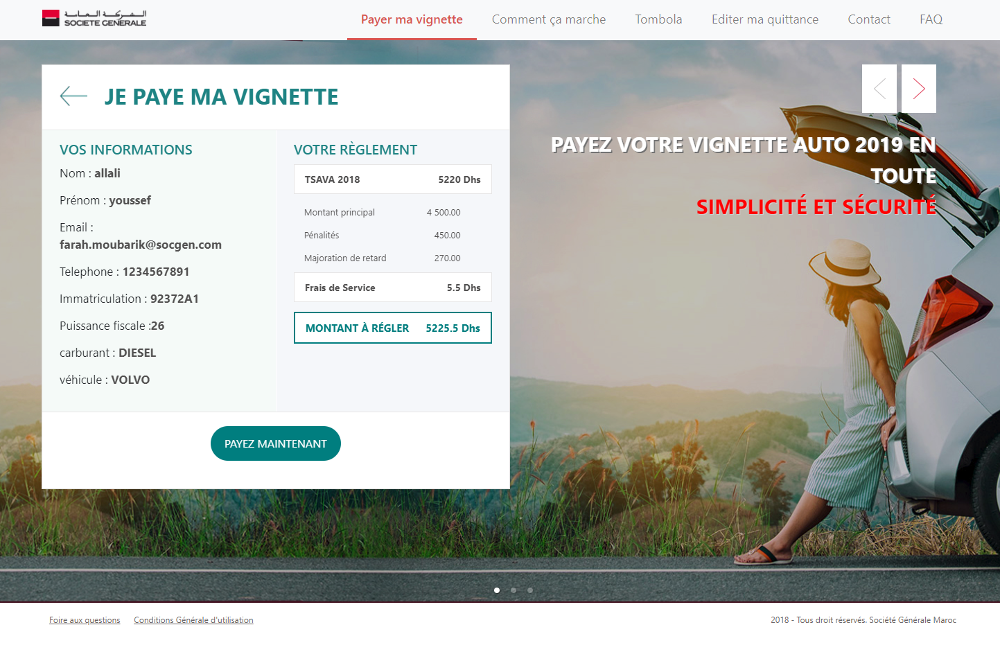 الشركة العامة
SOCIETE GENERALE
Payer ma vignette
Comment ça marche
Tombola
Editer ma quittance
Contact
FAQ
JE PAYE MA VIGNETTE
VOS INFORMATIONS
Nom : allali
Prénom : youssef
Email :
farah.moubarik@socgen.com
Telephone : 1234567891
Immatriculation : 92372A1
Puissance fiscale :26
carburant : DIESEL
véhicule : VOLVO
VOTRE RÈGLEMENT
TSAVA 2018 5220 Dhs
Montant principal 4 500.00
Pénalités 450.00
Majoration de retard 270.00
Frais de Service 5.5 Dhs
MONTANT À RÉGLER 5225.5 Dhs
PAYEZ MAINTENANT
PAYEZ VOTRE VIGNETTE AUTO 2019 EN
TOUTE
SIMPLICITÉ ET SÉCURITÉ
Foire aux questions
Conditions Générale d'utilisation
2018 - Tous droit réservés. Société Générale Maroc